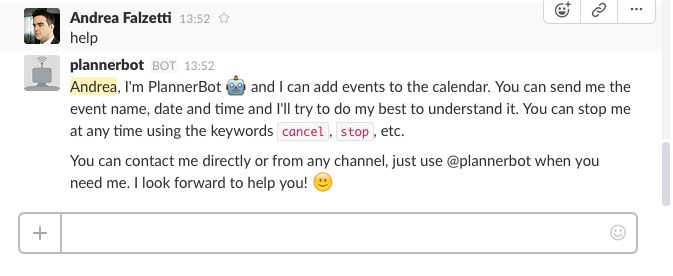 Andrea Falzetti 13:52
help
plannerbot BOT 13:52
Andrea, I'm PlannerBot 🤖 and I can add events to the calendar. You can send me the
event name, date and time and I'll try to do my best to understand it. You can stop me
at any time using the keywords cancel, stop, etc.
You can contact me directly or from any channel, just use @plannerbot when you
need me. I look forward to help you! 🙂